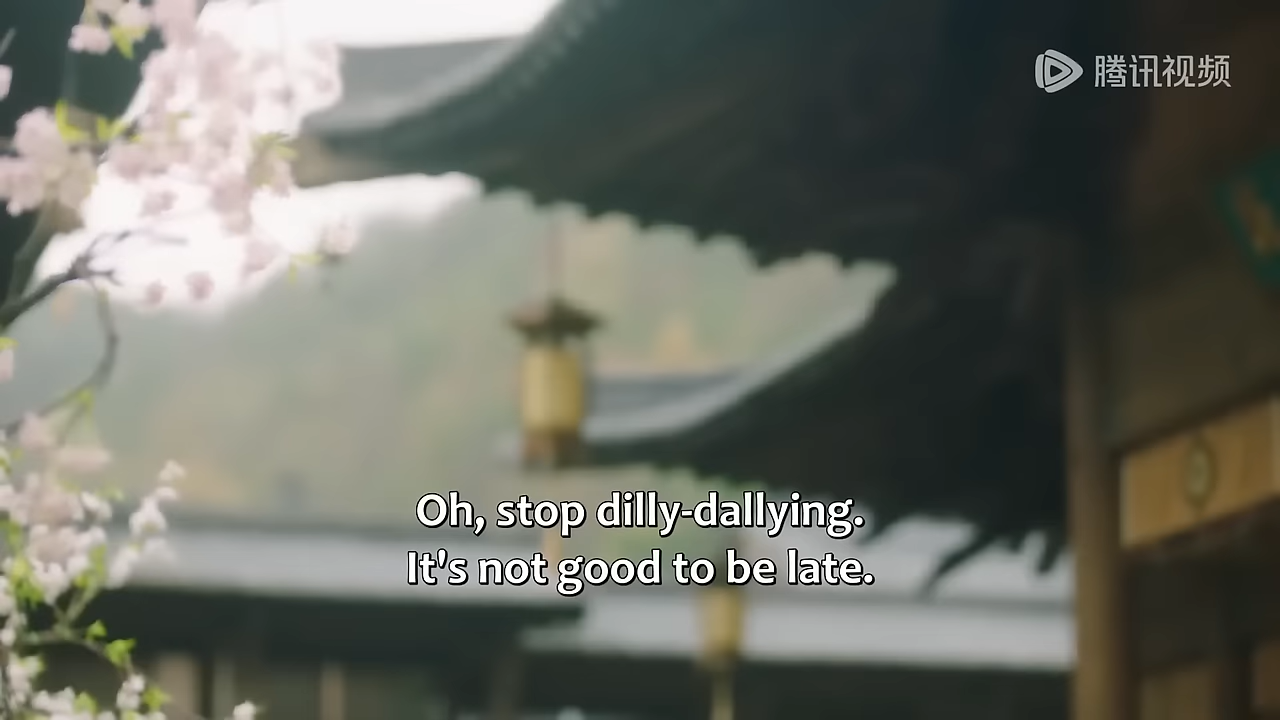 腾讯视频
Oh, stop dilly-dallying.
It's not good to be late.